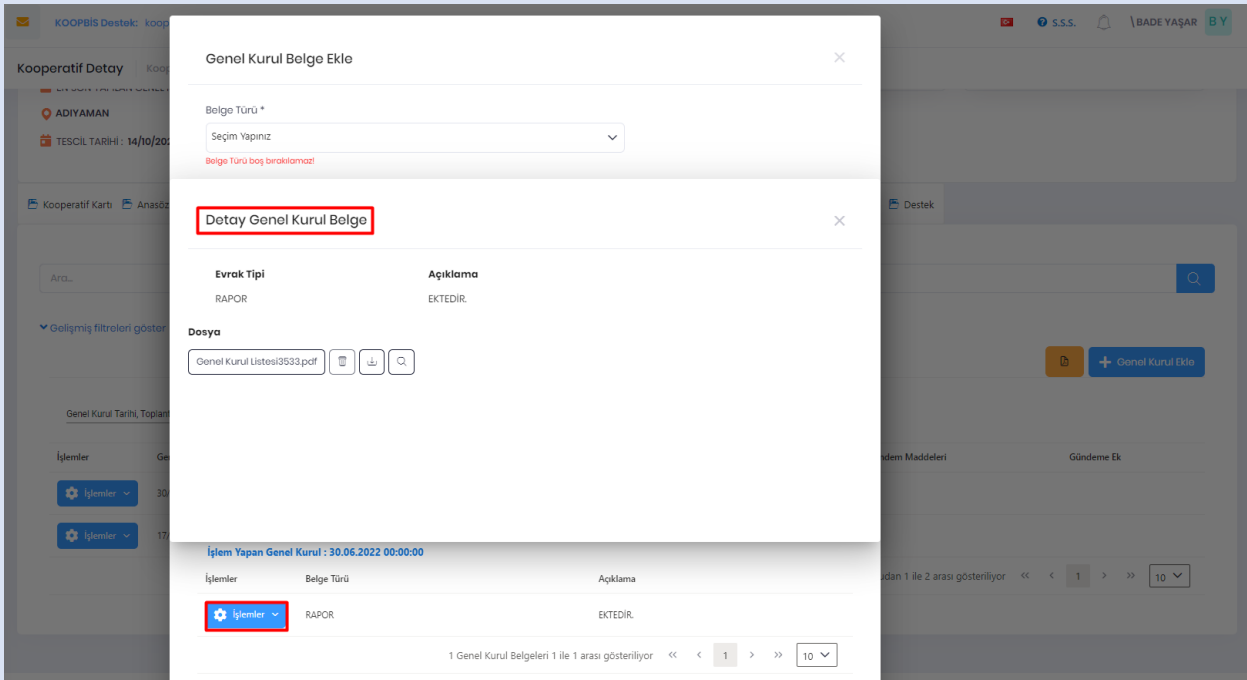 KOOPBİS Destek: koop
S.S.S.
\BADE YAŞAR
B Y
Genel Kurul Belge Ekle
Kooperatif Detay
Koop
Belge Türü *
ADIYAMAN
Seçim Yapınız
TESCİL TARİHİ : 14/10/202
Belge Türü boş bırakılamaz!
Kooperatif Kartı
Anasöz
Destek
Detay Genel Kurul Belge
Evrak Tipi
Açıklama
Ara...
RAPOR
EKTEDİR.
Gelişmiş filtreleri göster
Dosya
Genel Kurul Listesi3533.pdf
Genel Kurul Ekle
Genel Kurul Tarihi, Toplant
İşlemler
Ge
ndem Maddeleri
Gündeme Ek
İşlemler
30/
İşlemler
17/
İşlem Yapan Genel Kurul : 30.06.2022 00:00:00
İşlemler
Belge Türü
Açıklama
udan 1 ile 2 arası gösteriliyor
1
10
İşlemler
RAPOR
EKTEDİR.
1 Genel Kurul Belgeleri 1 ile 1 arası gösteriliyor
1
10